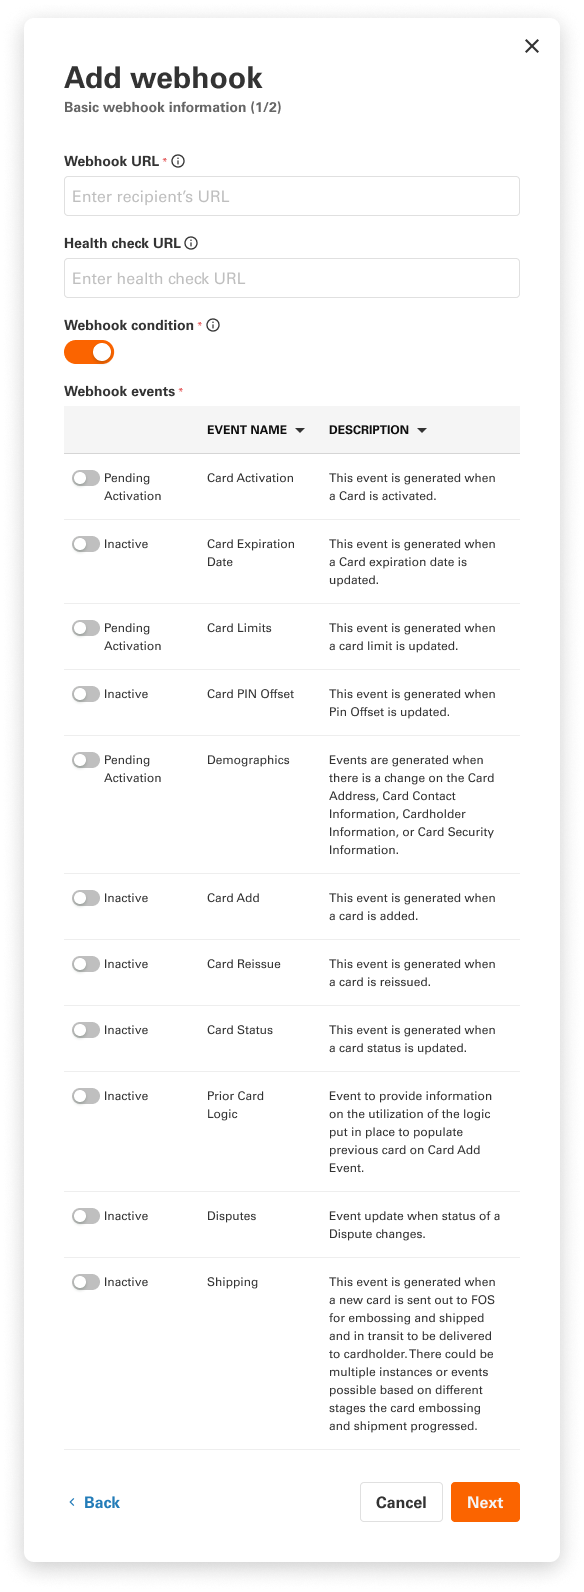 Add webhook
Basic webhook information (1/2)
Webhook URL *
Enter recipient's URL
Health check URL
Enter health check URL
Webhook condition *
Webhook events *
EVENT NAME DESCRIPTION
Pending Card Activation This event is generated when
Activation a Card is activated.
Inactive Card Expiration This event is generated when
Date a Card expiration date is
updated.
Pending Card Limits This event is generated when
Activation a card limit is updated.
Inactive Card PIN Offset This event is generated when
Pin Offset is updated.
Pending Demographics Events are generated when
Activation there is a change on the Card
Address, Card Contact
Information, Cardholder
Information, or Card Security
Information.
Inactive Card Add This event is generated when
a card is added.
Inactive Card Reissue This event is generated when
a card is reissued.
Inactive Card Status This event is generated when
a card status is updated.
Inactive Prior Card Event to provide information
Logic on the utilization of the logic
put in place to populate
previous card on Card Add
Event.
Inactive Disputes Event update when status of a
Dispute changes.
Inactive Shipping This event is generated when
a new card is sent out to FOS
for embossing and shipped
and in transit to be delivered
to cardholder. There could be
multiple instances or events
possible based on different
stages the card embossing
and shipment progressed.
Back Cancel Next